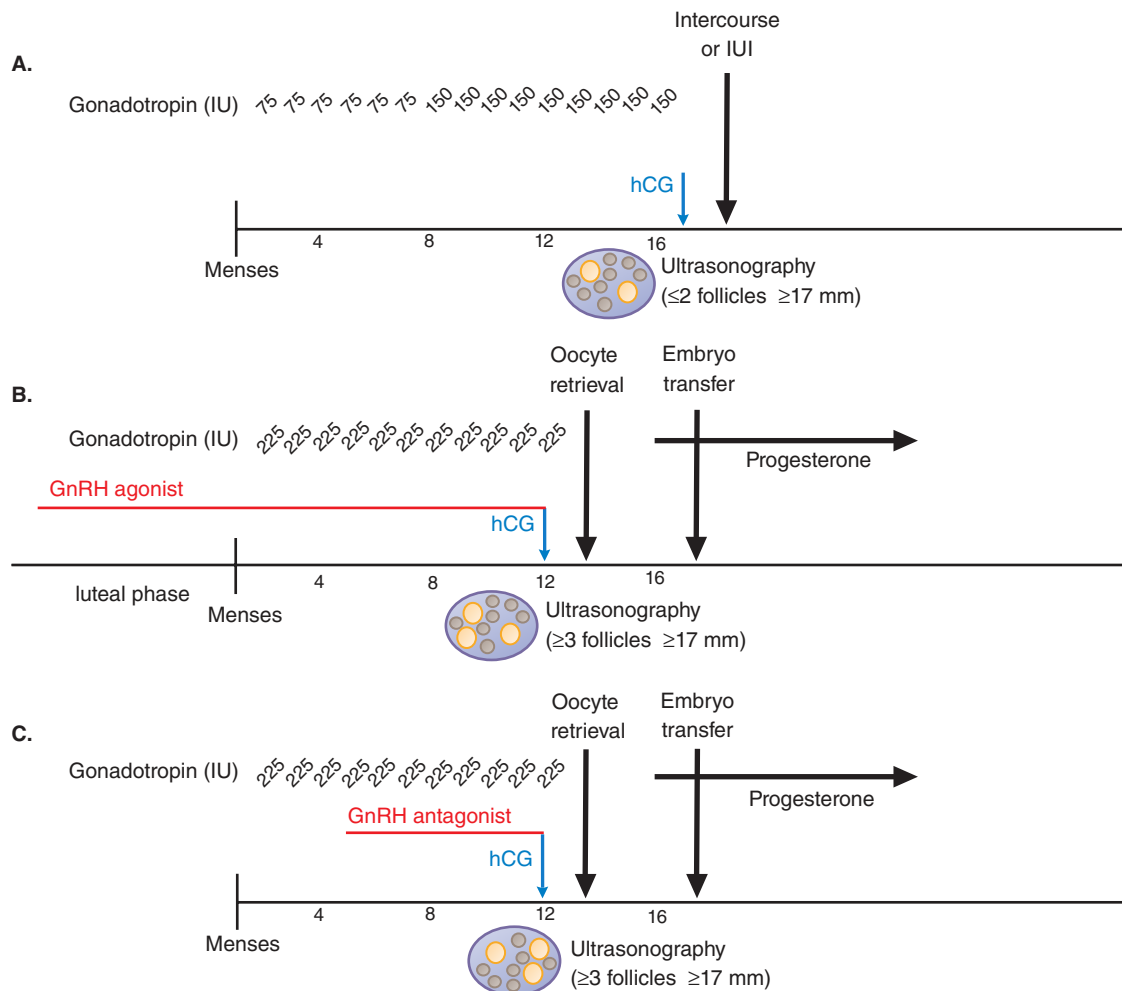 Intercourse
or IUI
A.
Gonadotropin (IU) 75 75 75 75 75 75 150 150 150 150 150 150 150 150 150
hCG
4 8 12 16
Menses
Ultrasonography
(≤2 follicles ≥17 mm)
Oocyte
retrieval
Embryo
transfer
B.
Gonadotropin (IU) 225 225 225 225 225 225 225 225 225 225 225
Progesterone
GnRH agonist
hCG
luteal phase
Menses
4 8 12 16
Ultrasonography
(≥3 follicles ≥17 mm)
Oocyte
retrieval
Embryo
transfer
C.
Gonadotropin (IU) 225 225 225 225 225 225 225 225 225 225 225
Progesterone
GnRH antagonist
hCG
4 8 12 16
Menses
Ultrasonography
(≥3 follicles ≥17 mm)